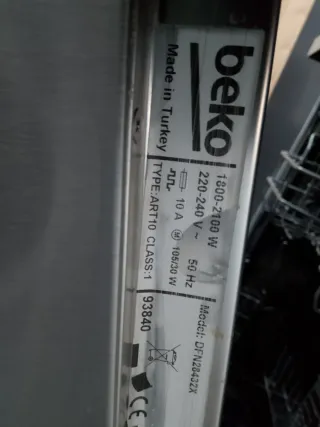 beko
Made in Turkey
1800-2100 W
220-240 V ~ 50 Hz
10 A M 105/30 W
TYPE:ART10 CLASS:1
Model: DFN28432X
93840
CE